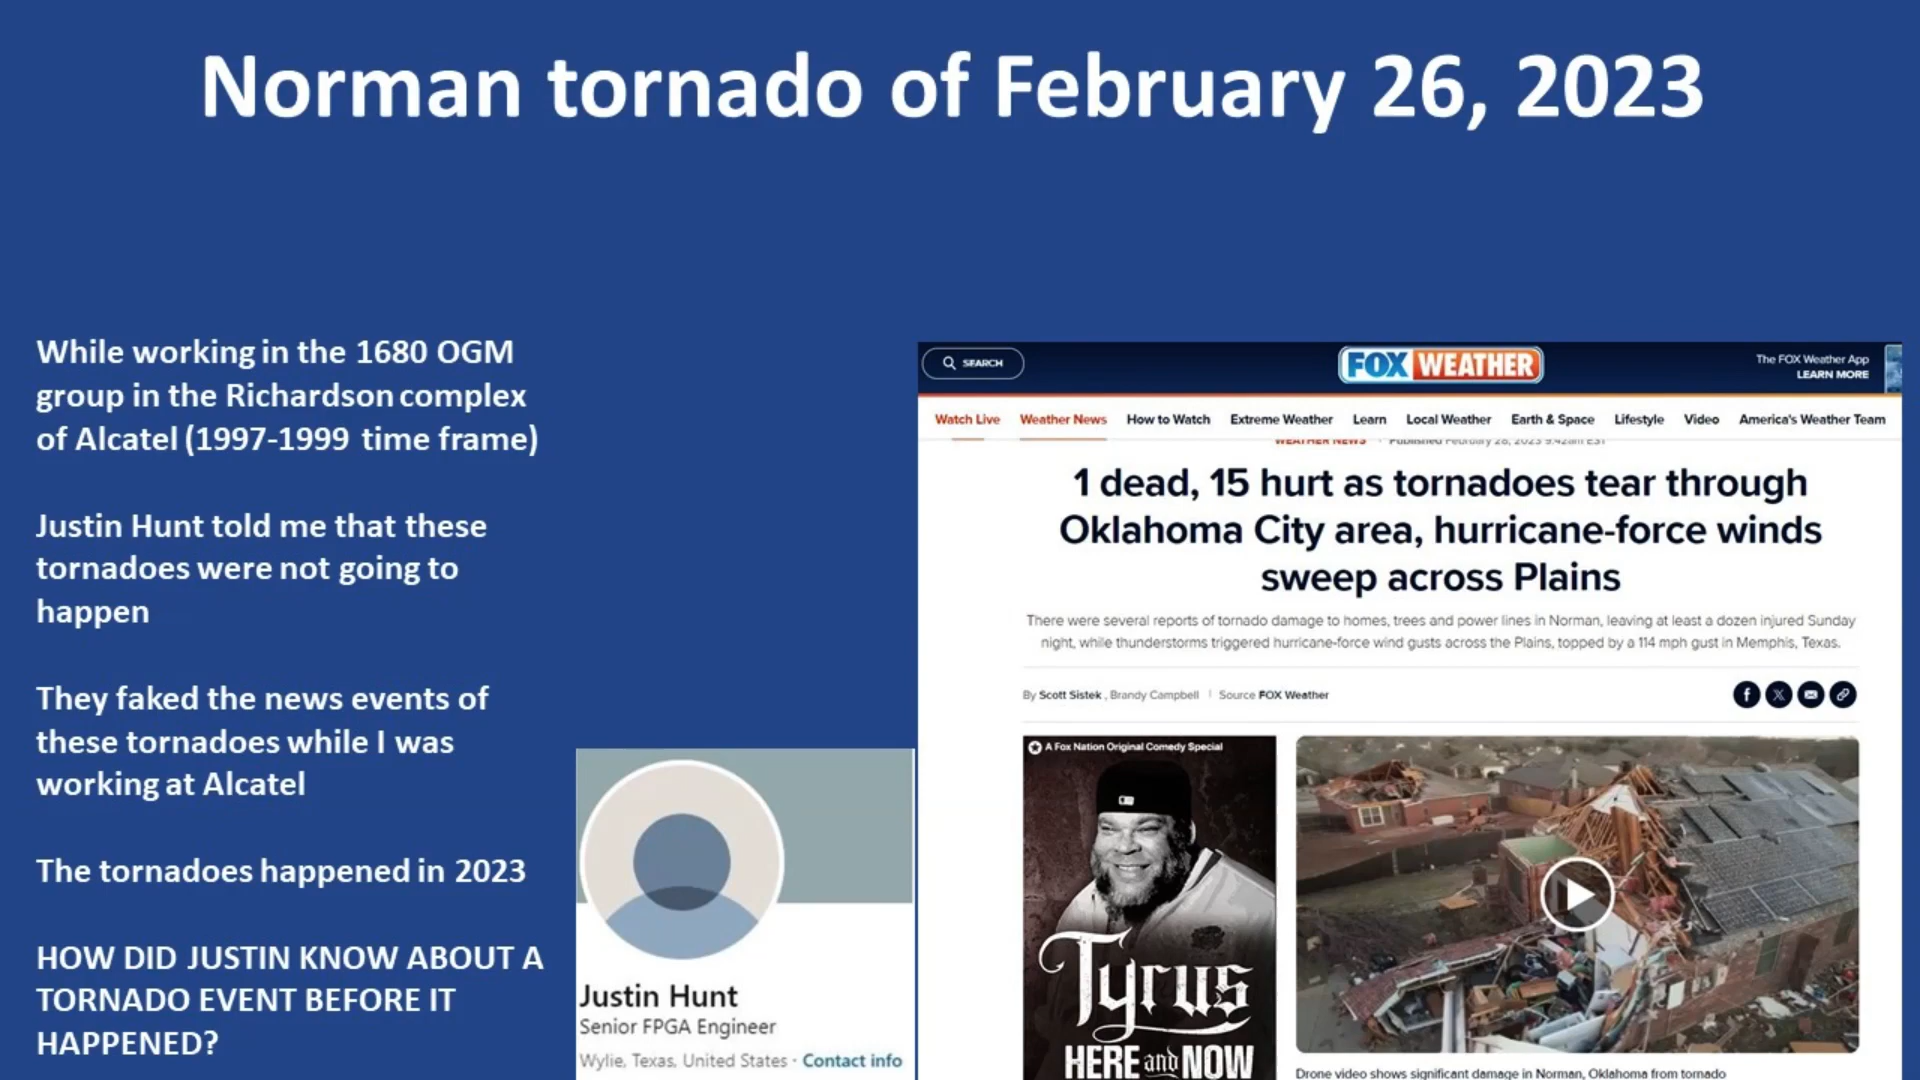 Norman tornado of February 26, 2023
While working in the 1680 OGM
group in the Richardson complex
of Alcatel (1997-1999 time frame)
Justin Hunt told me that these
tornadoes were not going to
happen
They faked the news events of
these tornadoes while I was
working at Alcatel
The tornadoes happened in 2023
HOW DID JUSTIN KNOW ABOUT A
TORNADO EVENT BEFORE IT
HAPPENED?
Justin Hunt
Senior FPGA Engineer
Wylie, Texas, United States · Contact info
SEARCH
FOX WEATHER
The FOX Weather App
LEARN MORE
Watch Live Weather News How to Watch Extreme Weather Learn Local Weather Earth & Space Lifestyle Video America's Weather Team
WEATHER NEWS Published February 26, 2023 9:42am EST
1 dead, 15 hurt as tornadoes tear through
Oklahoma City area, hurricane-force winds
sweep across Plains
There were several reports of tornado damage to homes, trees and power lines in Norman, leaving at least a dozen injured Sunday
night, while thunderstorms triggered hurricane-force wind gusts across the Plains, topped by a 114 mph gust in Memphis, Texas.
By Scott Sistek , Brandy Campbell | Source FOX Weather
A Fox Nation Original Comedy Special
Tyrus
HERE and NOW
Drone video shows significant damage in Norman, Oklahoma from tornado